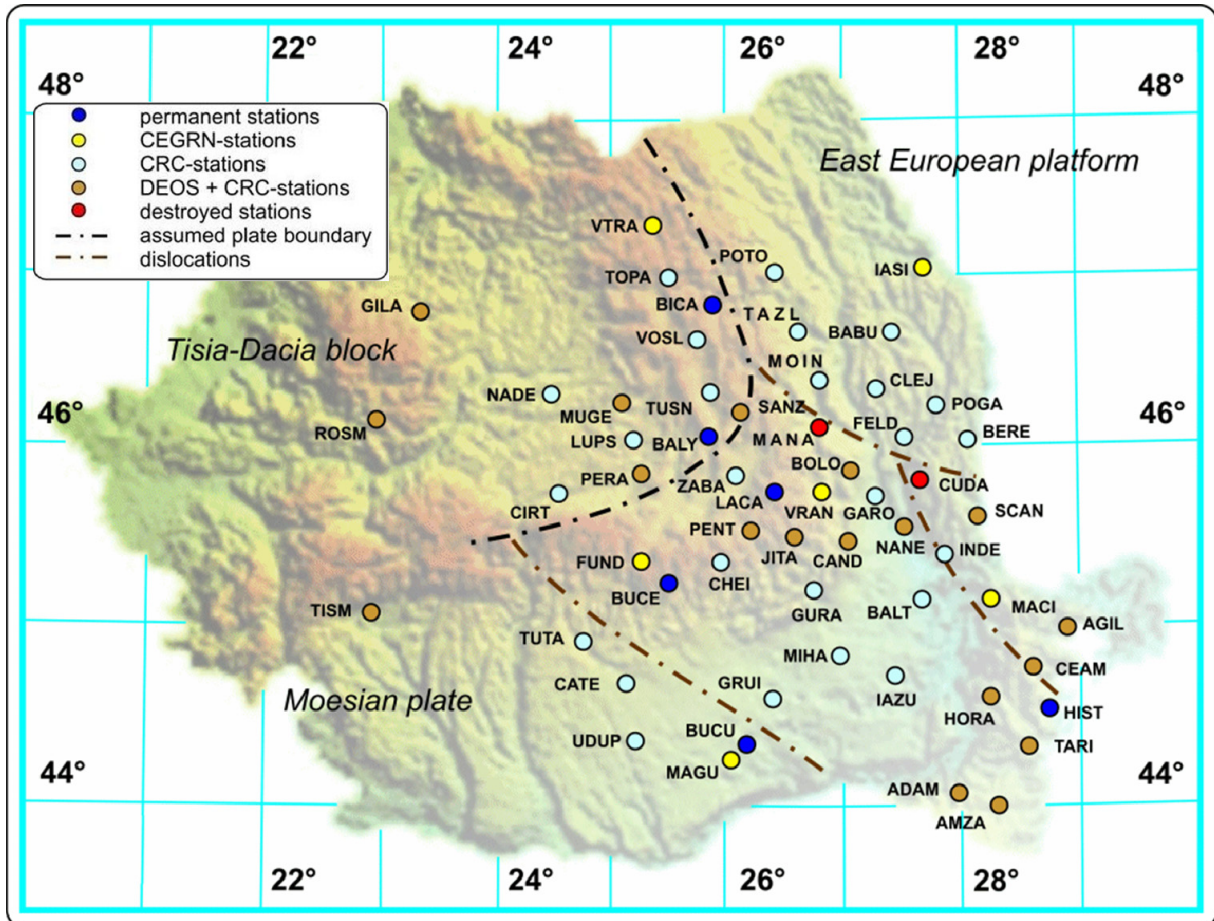 22° 24° 26° 28°
48° 48°
permanent stations
CEGRN-stations
CRC-stations
DEOS + CRC-stations
destroyed stations
assumed plate boundary
dislocations
East European platform
VTRA
POTO
IASI
TOPA
BICA
GILA
TAZL
VOSL
BABU
Tisia-Dacia block
MOIN
CLEJ
NADE
MUGE
TUSN
SANZ
POGA
46° 46°
ROSM
LUPS
BALY
MANA
FELD
BERE
PERA
ZABA
BOLO
CUDA
LACA
VRAN
GARO
SCAN
CIRT
PENT
JITA
CAND
NANE
INDE
FUND
CHEI
BUCE
GURA
BALT
MACI
TISM
AGIL
TUTA
MIHA
CEAM
CATE
GRUI
IAZU
Moesian plate
HORA
HIST
UDUP
BUCU
TARI
MAGU
44° 44°
ADAM
AMZA
22° 24° 26° 28°